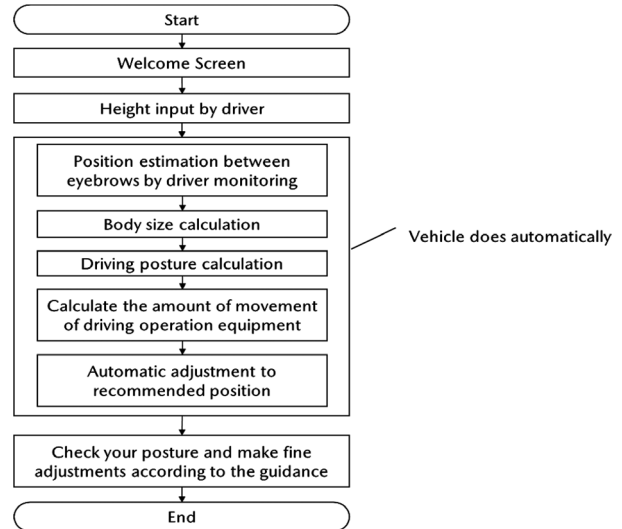 Start
Welcome Screen
Height input by driver
Position estimation between
eyebrows by driver monitoring
Body size calculation
Driving posture calculation
Calculate the amount of movement
of driving operation equipment
Automatic adjustment to
recommended position
Vehicle does automatically
Check your posture and make fine
adjustments according to the guidance
End